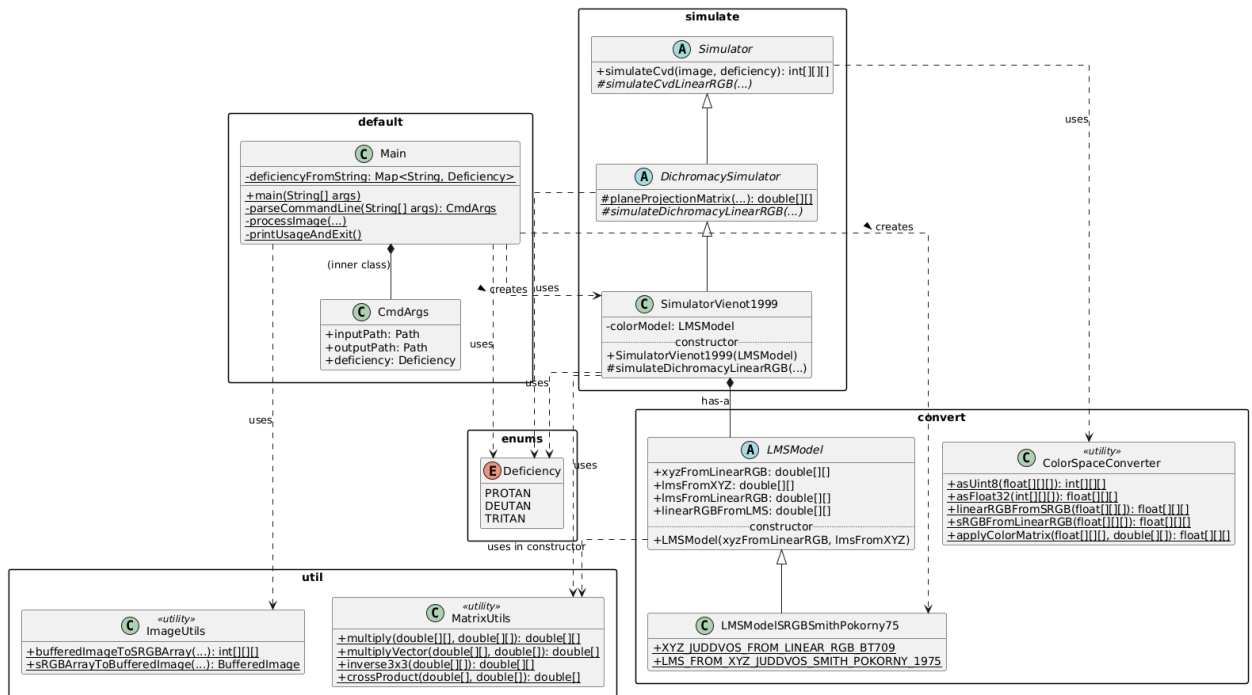 simulate
A Simulator
+simulateCvd(image, deficiency): int[][][]
#simulateCvdLinearRGB(...)
uses
default
C Main
-deficiencyFromString: Map<String, Deficiency>
+main(String[] args)
-parseCommandLine(String[] args): CmdArgs
-processImage(...)
-printUsageAndExit()
A DichromacySimulator
#planeProjectionMatrix(...): double[][]
#simulateDichromacyLinearRGB(...)
creates
(inner class)
creates
uses
C CmdArgs
+inputPath: Path
+outputPath: Path
+deficiency: Deficiency
C SimulatorVienot1999
-colorModel: LMSModel
constructor
+SimulatorVienot1999(LMSModel)
#simulateDichromacyLinearRGB(...)
uses
uses
has-a
uses
enums
E Deficiency
PROTAN
DEUTAN
TRITAN
uses
convert
A LMSModel
+xyzFromLinearRGB: double[][]
+lmsFromXYZ: double[][]
+lmsFromLinearRGB: double[][]
+linearRGBFromLMS: double[][]
constructor
+LMSModel(xyzFromLinearRGB, lmsFromXYZ)
C «utility»
ColorSpaceConverter
+asUint8(float[][][]): int[][][]
+asFloat32(int[][][]): float[][][]
+linearRGBFromSRGB(float[][][]): float[][][]
+sRGBFromLinearRGB(float[][][]): float[][][]
+applyColorMatrix(float[][][], double[][]): float[][][]
uses in constructor
util
C «utility»
ImageUtils
+bufferedImageToSRGBArray(...): int[][][]
+sRGBArrayToBufferedImage(...): BufferedImage
C «utility»
MatrixUtils
+multiply(double[][], double[][]): double[][]
+multiplyVector(double[][], double[]): double[]
+inverse3x3(double[][]): double[][]
+crossProduct(double[], double[]): double[]
C LMSModelSRGBSmithPokorny75
+XYZ_JUDDVOS_FROM_LINEAR_RGB_BT709
+LMS_FROM_XYZ_JUDDVOS_SMITH_POKORNY_1975